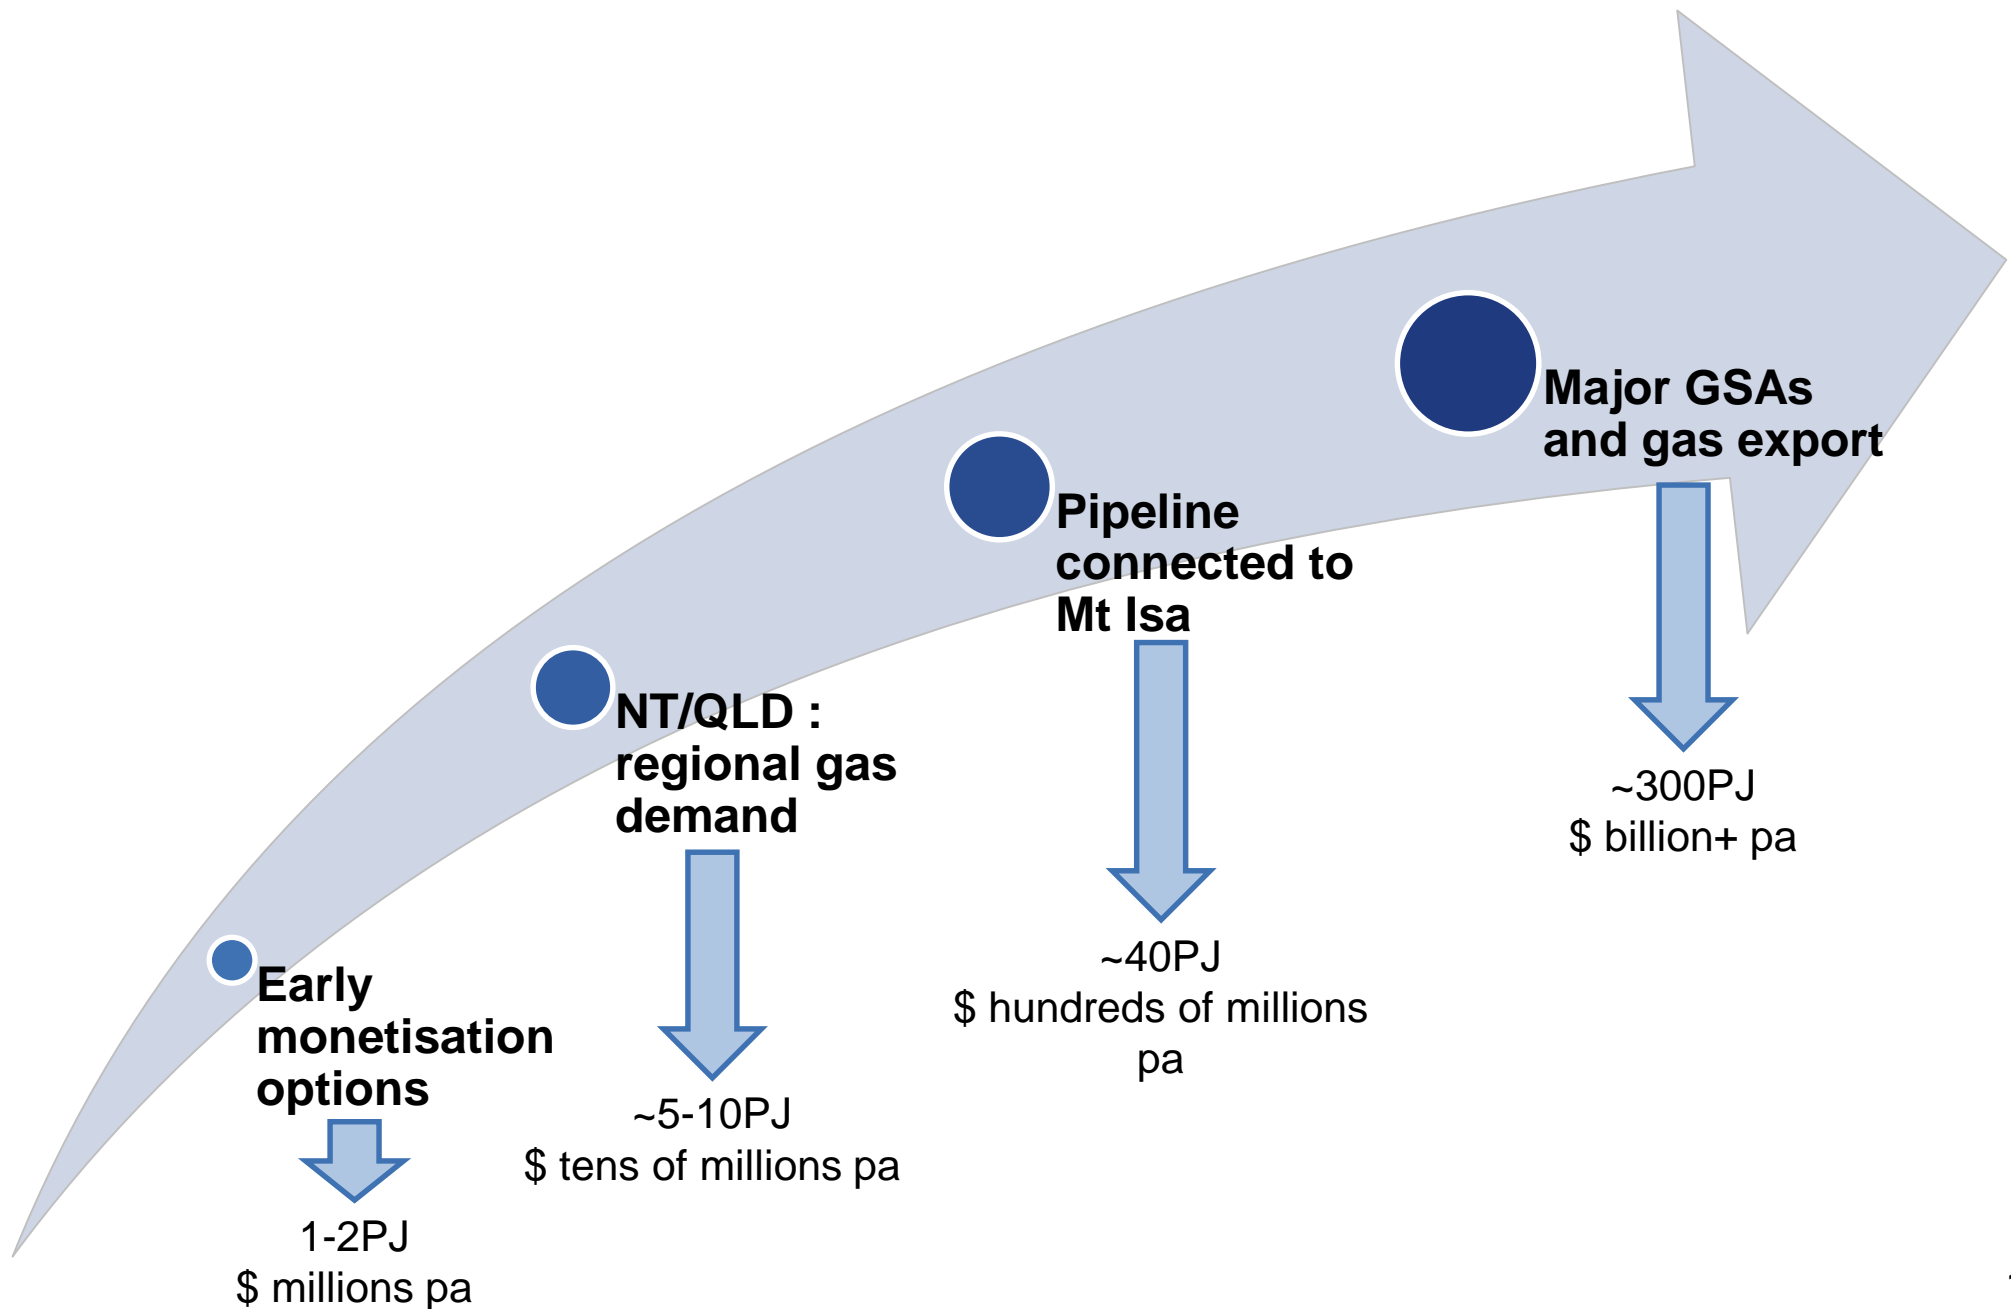 Major GSAs
and gas export
~300PJ
$ billion+ pa
Pipeline
connected to
Mt Isa
~40PJ
$ hundreds of millions
pa
NT/QLD :
regional gas
demand
~5-10PJ
$ tens of millions pa
Early
monetisation
options
1-2PJ
$ millions pa